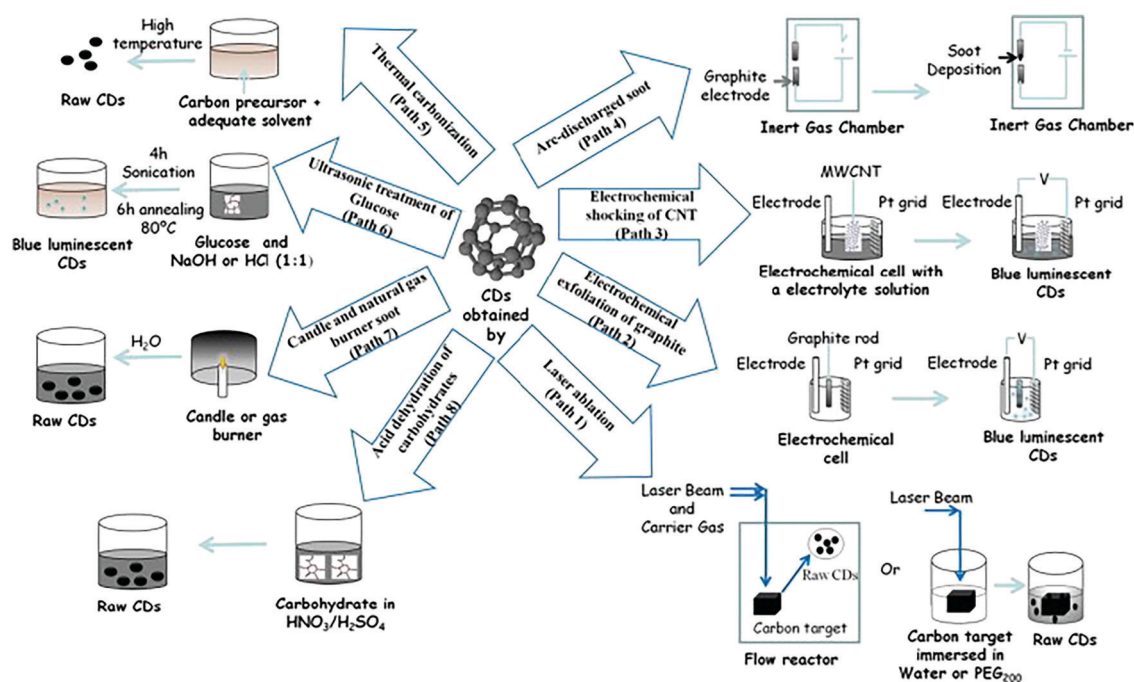 High
temperature
Raw CDs
Carbon precursor +
adequate solvent
Thermal carbonization
(Path 5)
Arc-discharged soot
(Path 4)
Graphite
electrode
Inert Gas Chamber
Soot
Deposition
Inert Gas Chamber
4h
Sonication
6h annealing
80ºC
Blue luminescent
CDs
Glucose and
NaOH or HCl (1:1)
Ultrasonic treatment of
Glucose
(Path 6)
CDs
obtained
by
Electrochemical
shocking of CNT
(Path 3)
MWCNT
Electrode
Pt grid
Electrochemical cell with
a electrolyte solution
V
Electrode
Pt grid
Blue luminescent
CDs
H₂O
Raw CDs
Candle or gas
burner
Candle and natural gas
burner soot
(Path 7)
Electrochemical
exfoliation of graphite
(Path 2)
Graphite rod
Electrode
Pt grid
Electrochemical
cell
V
Electrode
Pt grid
Blue luminescent
CDs
Raw CDs
Carbohydrate in
HNO₃/H₂SO₄
Acid dehydration of
carbohydrates
(Path 8)
Laser ablation
(Path 1)
Laser Beam
and
Carrier Gas
Raw CDs
Carbon target
Flow reactor
Or
Laser Beam
Carbon target
immersed in
Water or PEG₂₀₀
Raw CDs